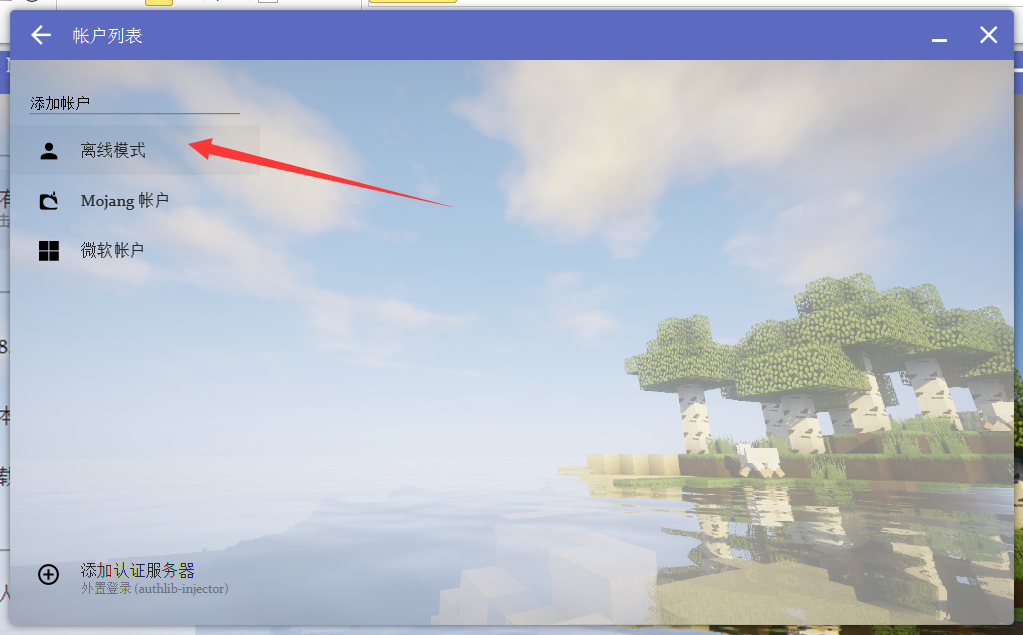 帐户列表
添加帐户
离线模式
Mojang 帐户
微软帐户
添加认证服务器
外置登录 (authlib-injector)